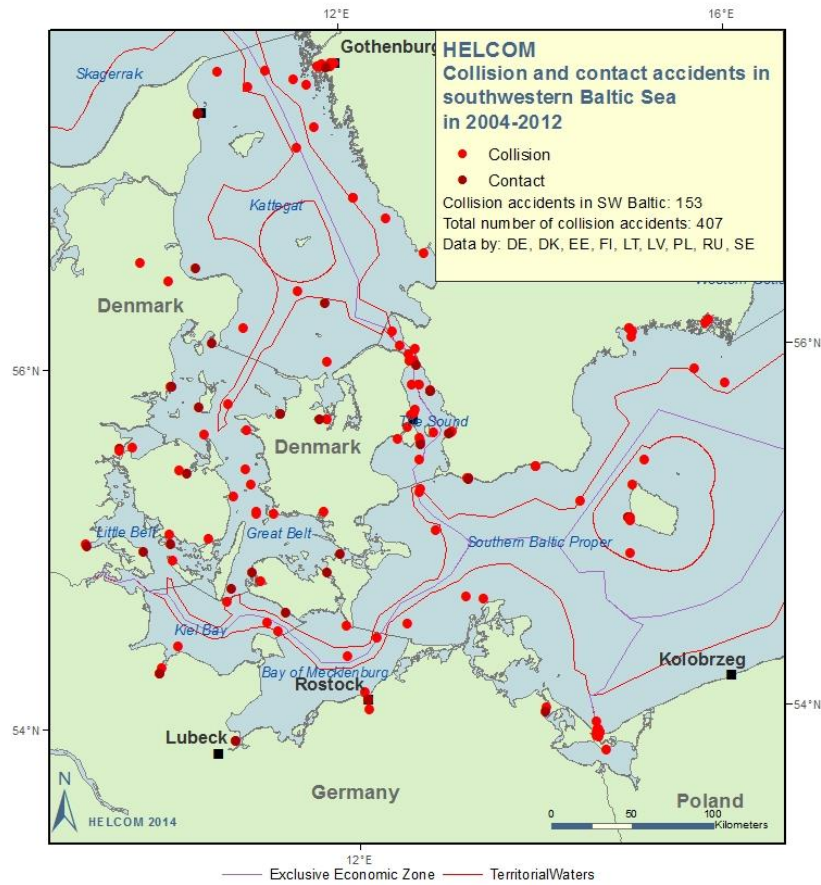 12°E
16°E
Skagerrak
Gothenburg
HELCOM
Collision and contact accidents in
southwestern Baltic Sea
in 2004-2012
Collision
Contact
Collision accidents in SW Baltic: 153
Total number of collision accidents: 407
Data by: DE, DK, EE, FI, LT, LV, PL, RU, SE
Kattegat
Denmark
56°N
56°N
The Sound
Denmark
Little Belt
Great Belt
Southern Baltic Proper
Kiel Bay
Kolobrzeg
Bay of Mecklenburg
Rostock
54°N
54°N
Lubeck
N
Germany
Poland
HELCOM 2014
0
50
100
Kilometers
12°E
Exclusive Economic Zone
TerritorialWaters